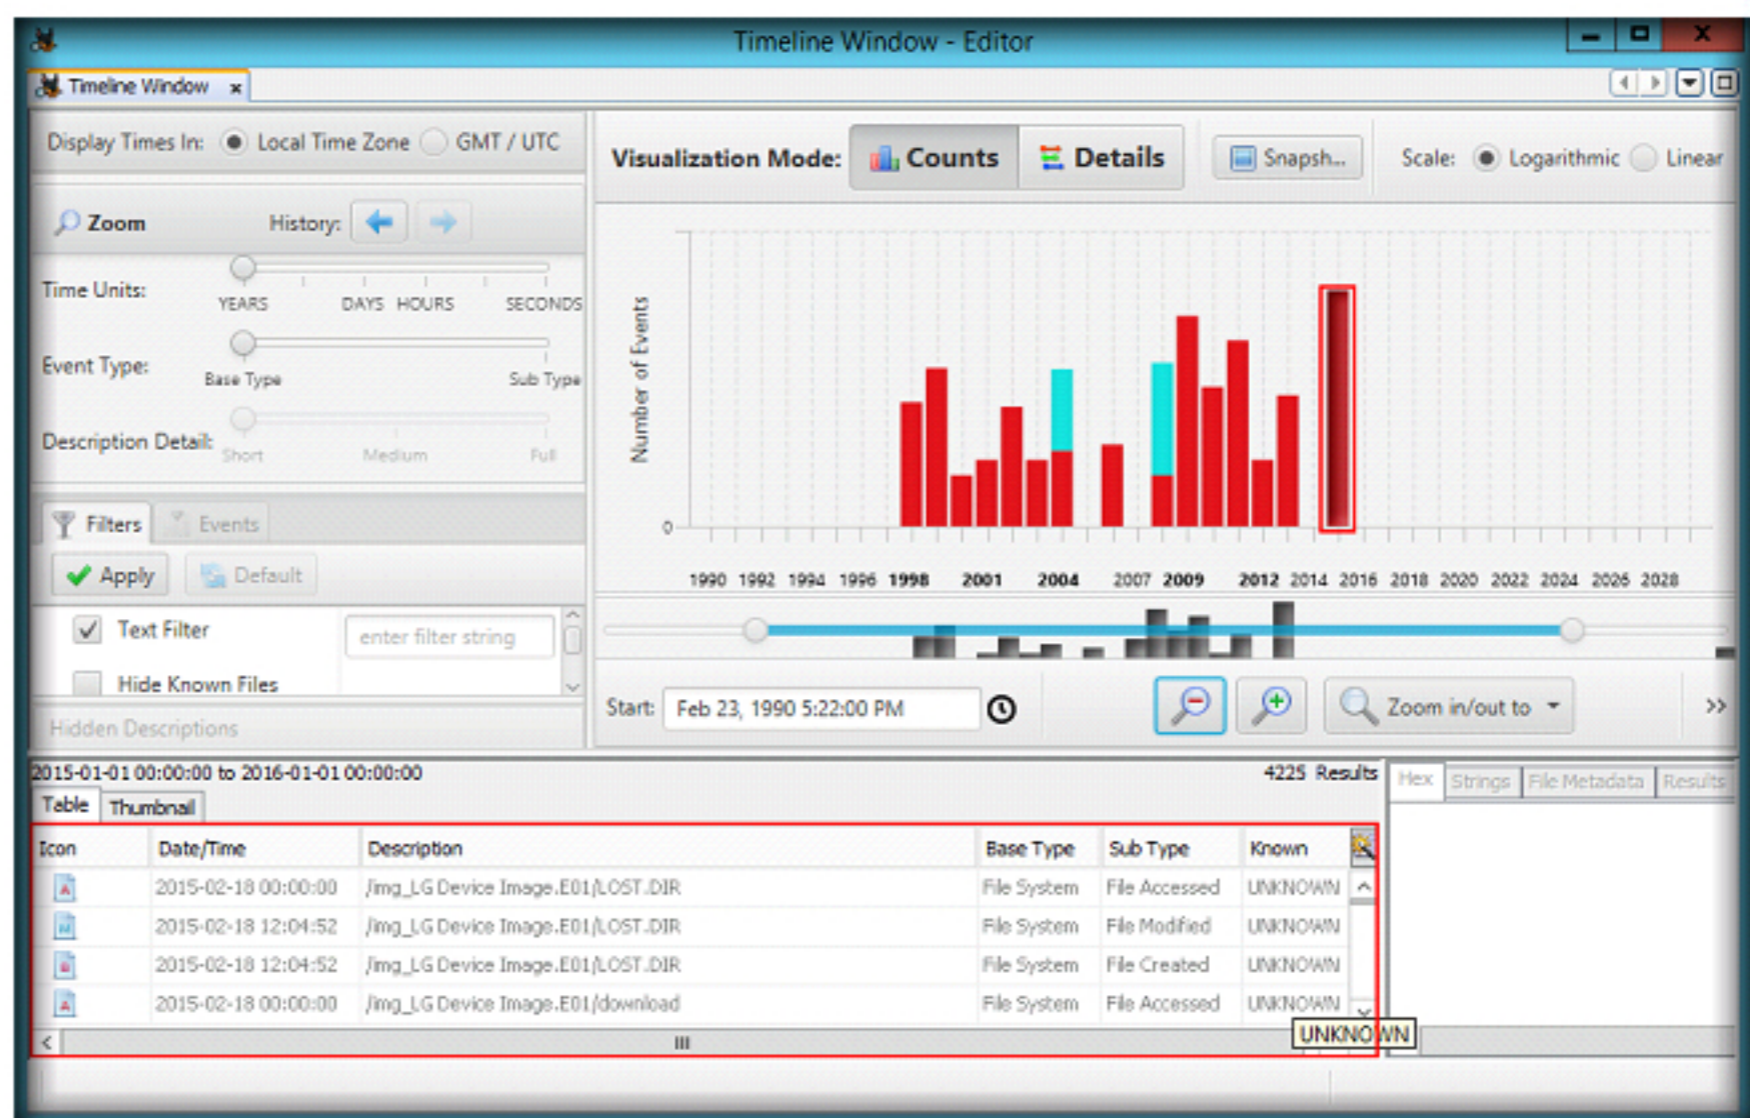 Timeline Window - Editor
Timeline Window x
Display Times In: Local Time Zone GMT / UTC
Visualization Mode: Counts Details Snapsh... Scale: Logarithmic Linear
Zoom History:
Time Units:
YEARS DAYS HOURS SECONDS
Event Type:
Base Type Sub Type
Description Detail:
Short Medium Full
Number of Events
0
1990 1992 1994 1996 1998 2001 2004 2007 2009 2012 2014 2016 2018 2020 2022 2024 2026 2028
Filters Events
Apply Default
Text Filter enter filter string
Hide Known Files
Hidden Descriptions
Start: Feb 23, 1990 5:22:00 PM Zoom in/out to >>
2015-01-01 00:00:00 to 2016-01-01 00:00:00 4225 Results
Hex Strings File Metadata Results
Table Thumbnail
Icon Date/Time Description Base Type Sub Type Known
A 2015-02-18 00:00:00 /img_LG Device Image.E01/LOST.DIR File System File Accessed UNKNOWN
M 2015-02-18 12:04:52 /img_LG Device Image.E01/LOST.DIR File System File Modified UNKNOWN
B 2015-02-18 12:04:52 /img_LG Device Image.E01/LOST.DIR File System File Created UNKNOWN
A 2015-02-18 00:00:00 /img_LG Device Image.E01/download File System File Accessed UNKNOWN
UNKNOWN